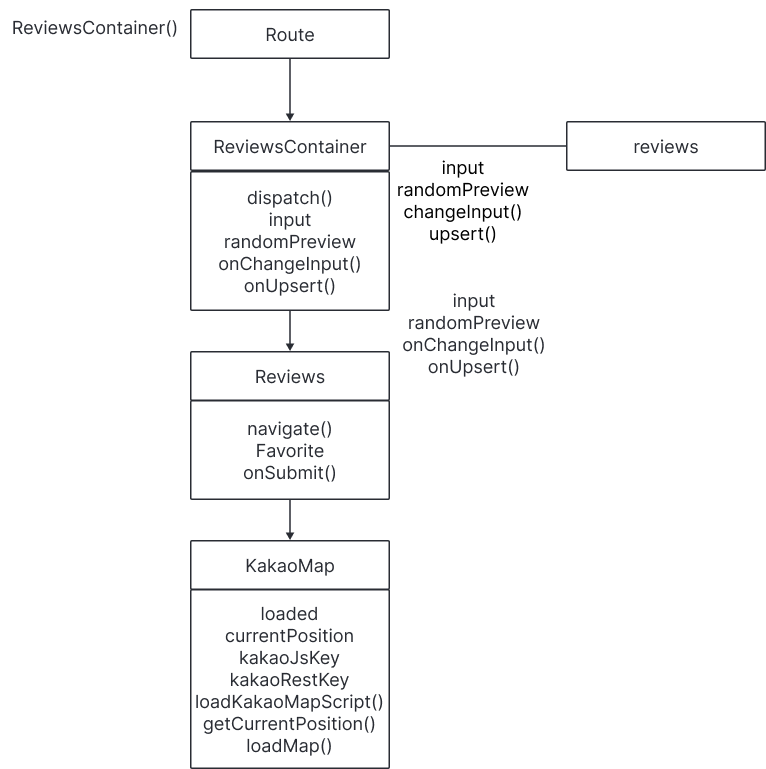 ReviewsContainer()
Route
ReviewsContainer
reviews
dispatch()
input
randomPreview
onChangeInput()
onUpsert()
input
randomPreview
changeInput()
upsert()
input
randomPreview
onChangeInput()
onUpsert()
Reviews
navigate()
Favorite
onSubmit()
KakaoMap
loaded
currentPosition
kakaoJsKey
kakaoRestKey
loadKakaoMapScript()
getCurrentPosition()
loadMap()